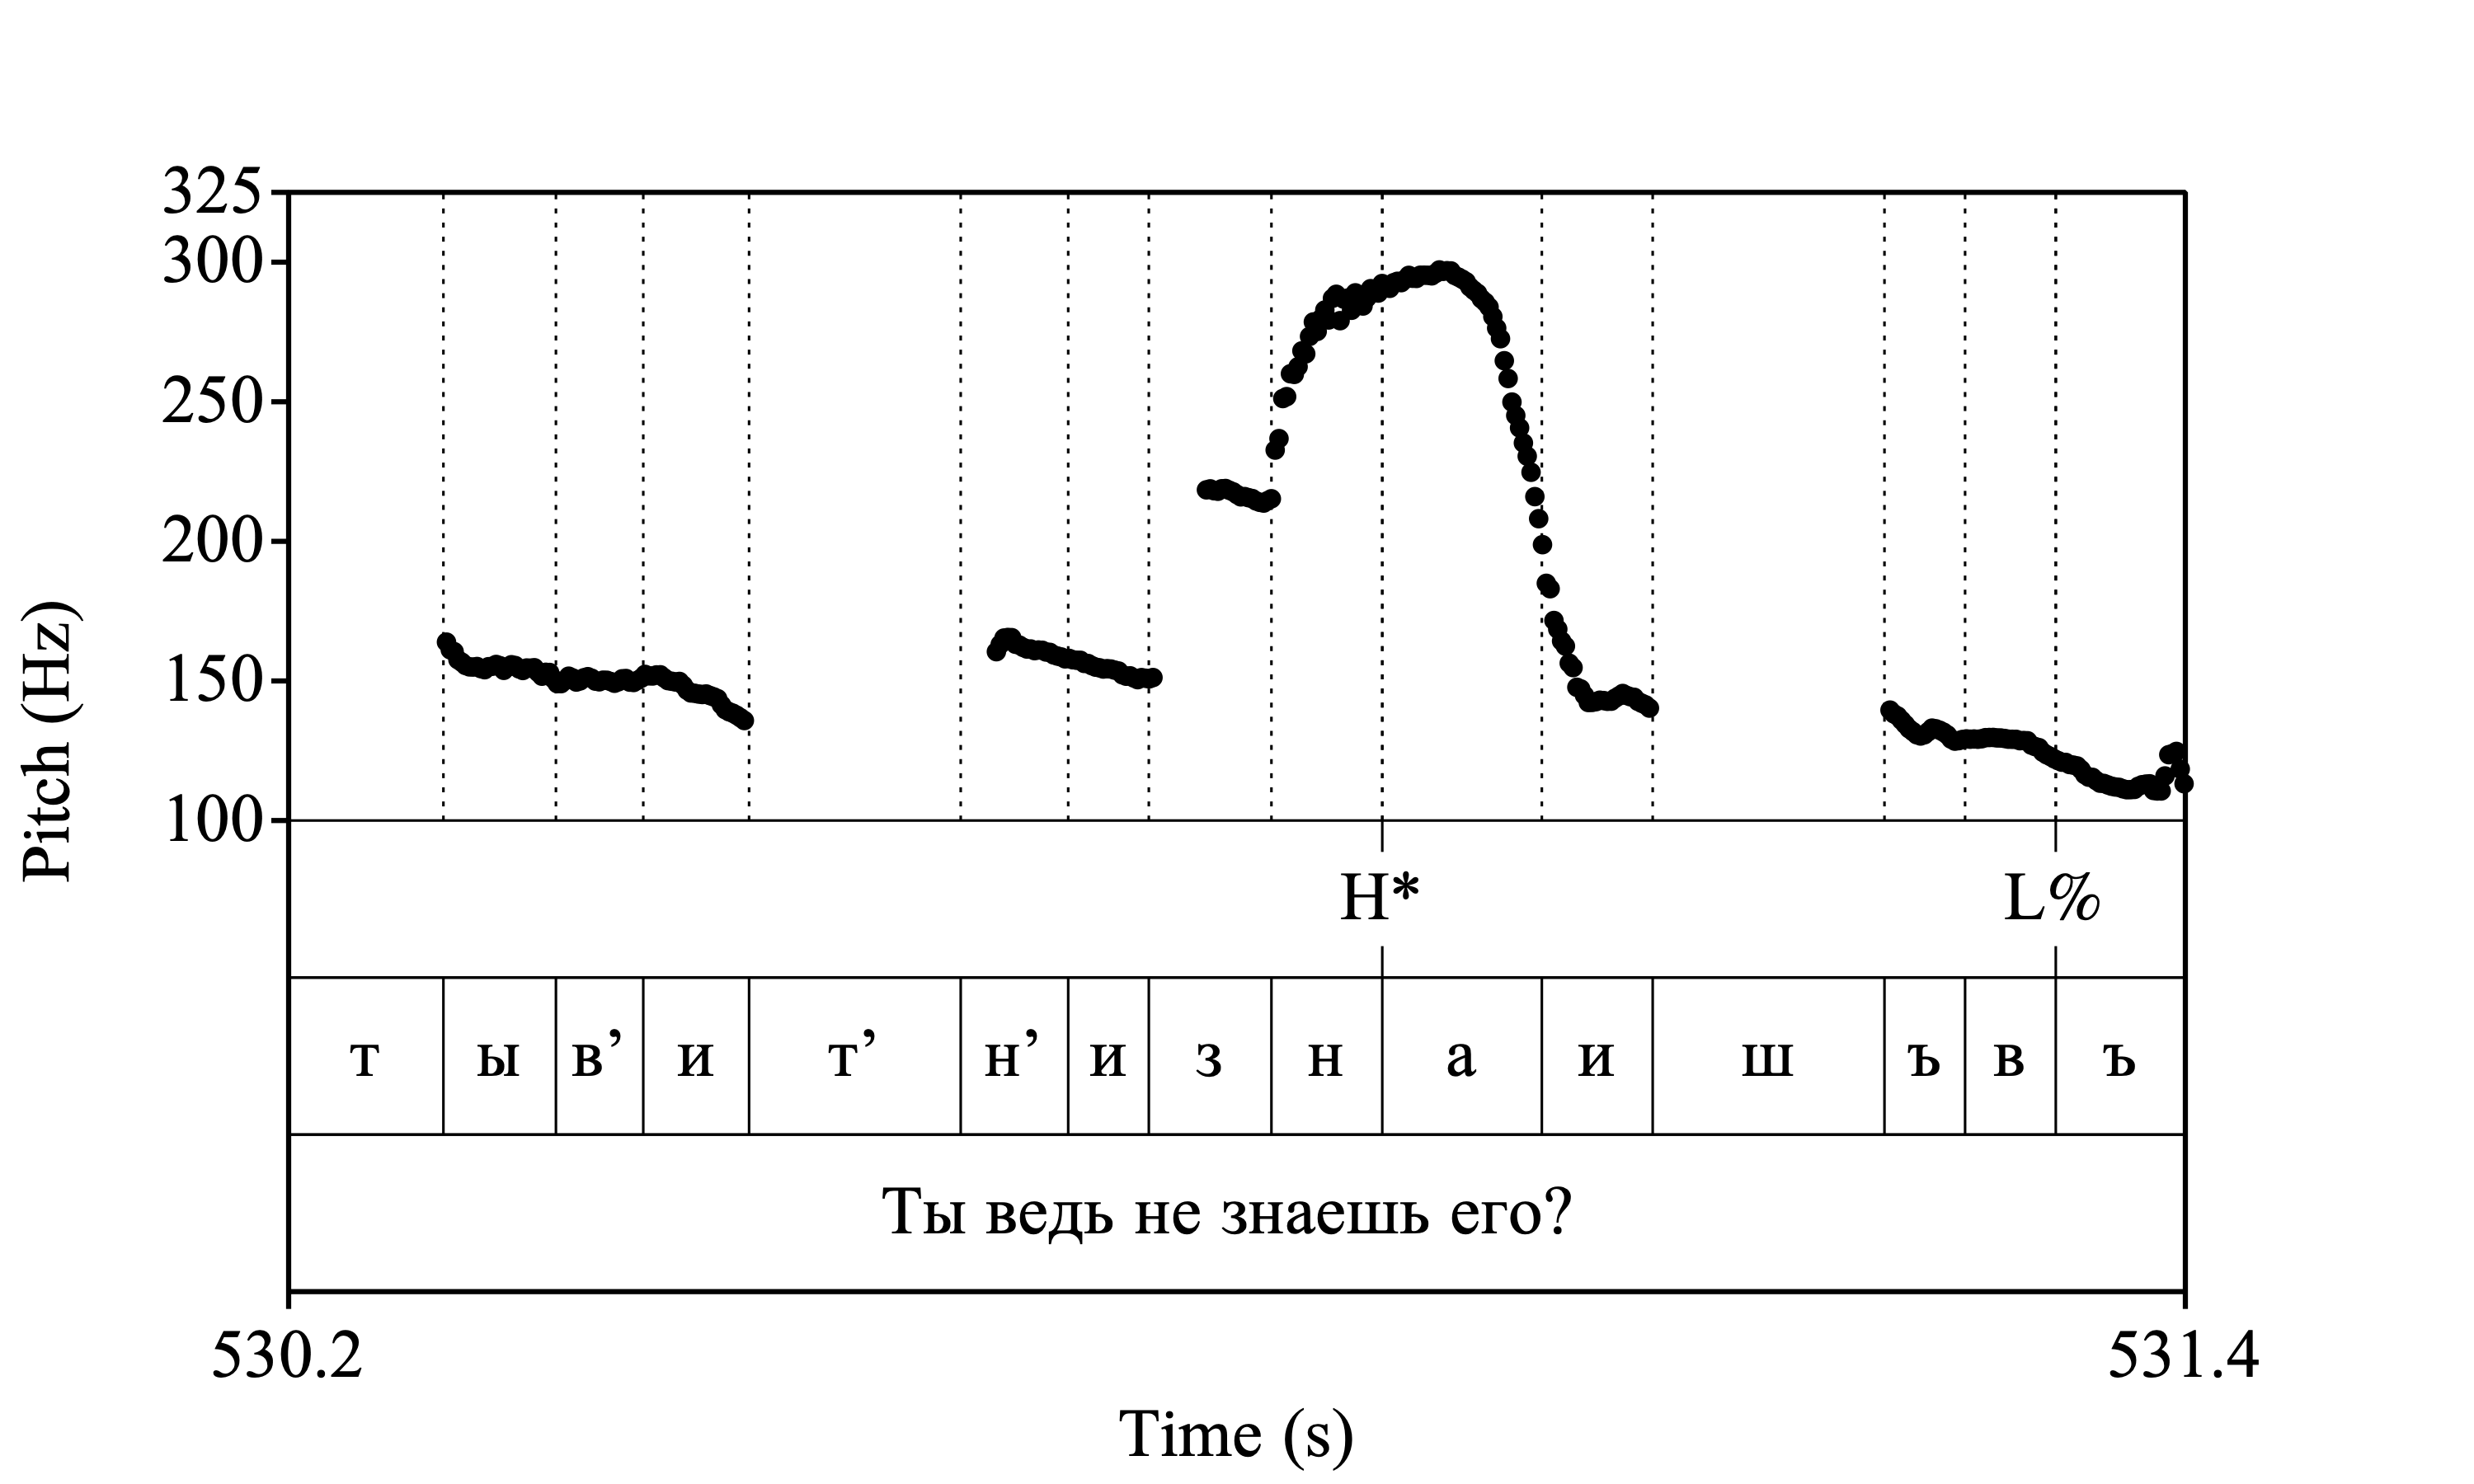 325
300
250
200
150
100
Pitch (Hz)
H* L%
т ы в’ и т’ н’ и з н а и ш ъ в ъ
Ты ведь не знаешь его?
530.2 531.4
Time (s)